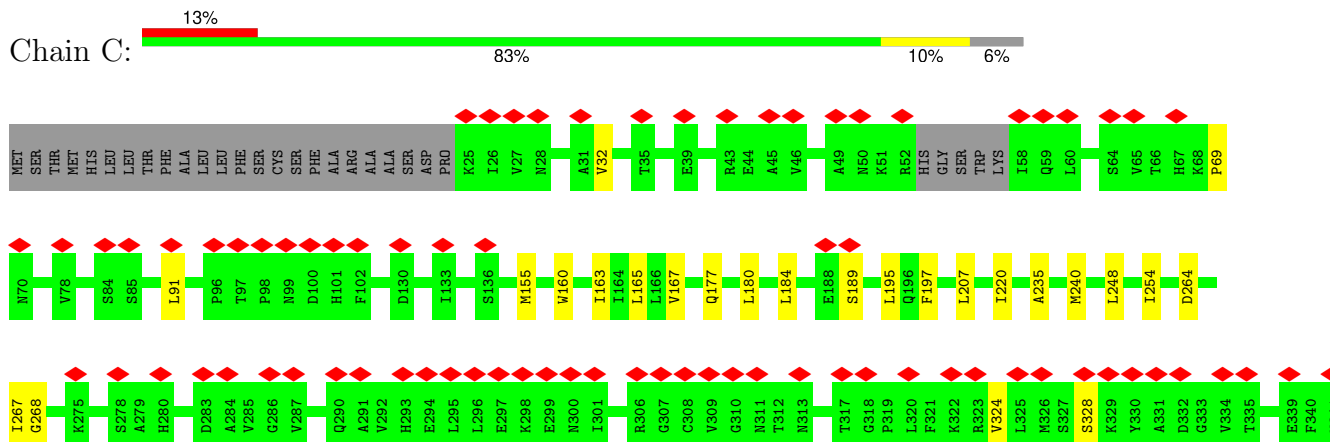 13%
Chain C:
83% 10% 6%
MET SER THR MET HIS LEU LEU THR PHE ALA LEU LEU PHE SER CYS SER PHE ALA ARG ALA ALA SER ASP PRO K25 I26 V27 N28 A31 V32 T35 E39 R43 E44 A45 V46 A49 N50 K51 R52 HIS GLY SER TRP LYS I58 Q59 L60 S64 V65 T66 H67 K68 P69
N70 V78 S84 S85 L91 P96 T97 P98 N99 D100 H101 F102 D130 I133 S136 M155 W160 I163 I164 L165 L166 V167 Q177 L180 L184 E188 S189 L195 Q196 F197 L207 I220 A235 M240 L248 I254 D264
I267 G268 K275 S278 A279 H280 D283 A284 V285 G286 V287 Q290 A291 V292 H293 E294 L295 L296 E297 K298 E299 N300 I301 R306 G307 C308 V309 G310 N311 T312 N313 T317 G318 P319 L320 F321 K322 R323 V324 L325 M326 S327 S328 K329 Y330 A331 D332 G333 V334 T335 E339 F340